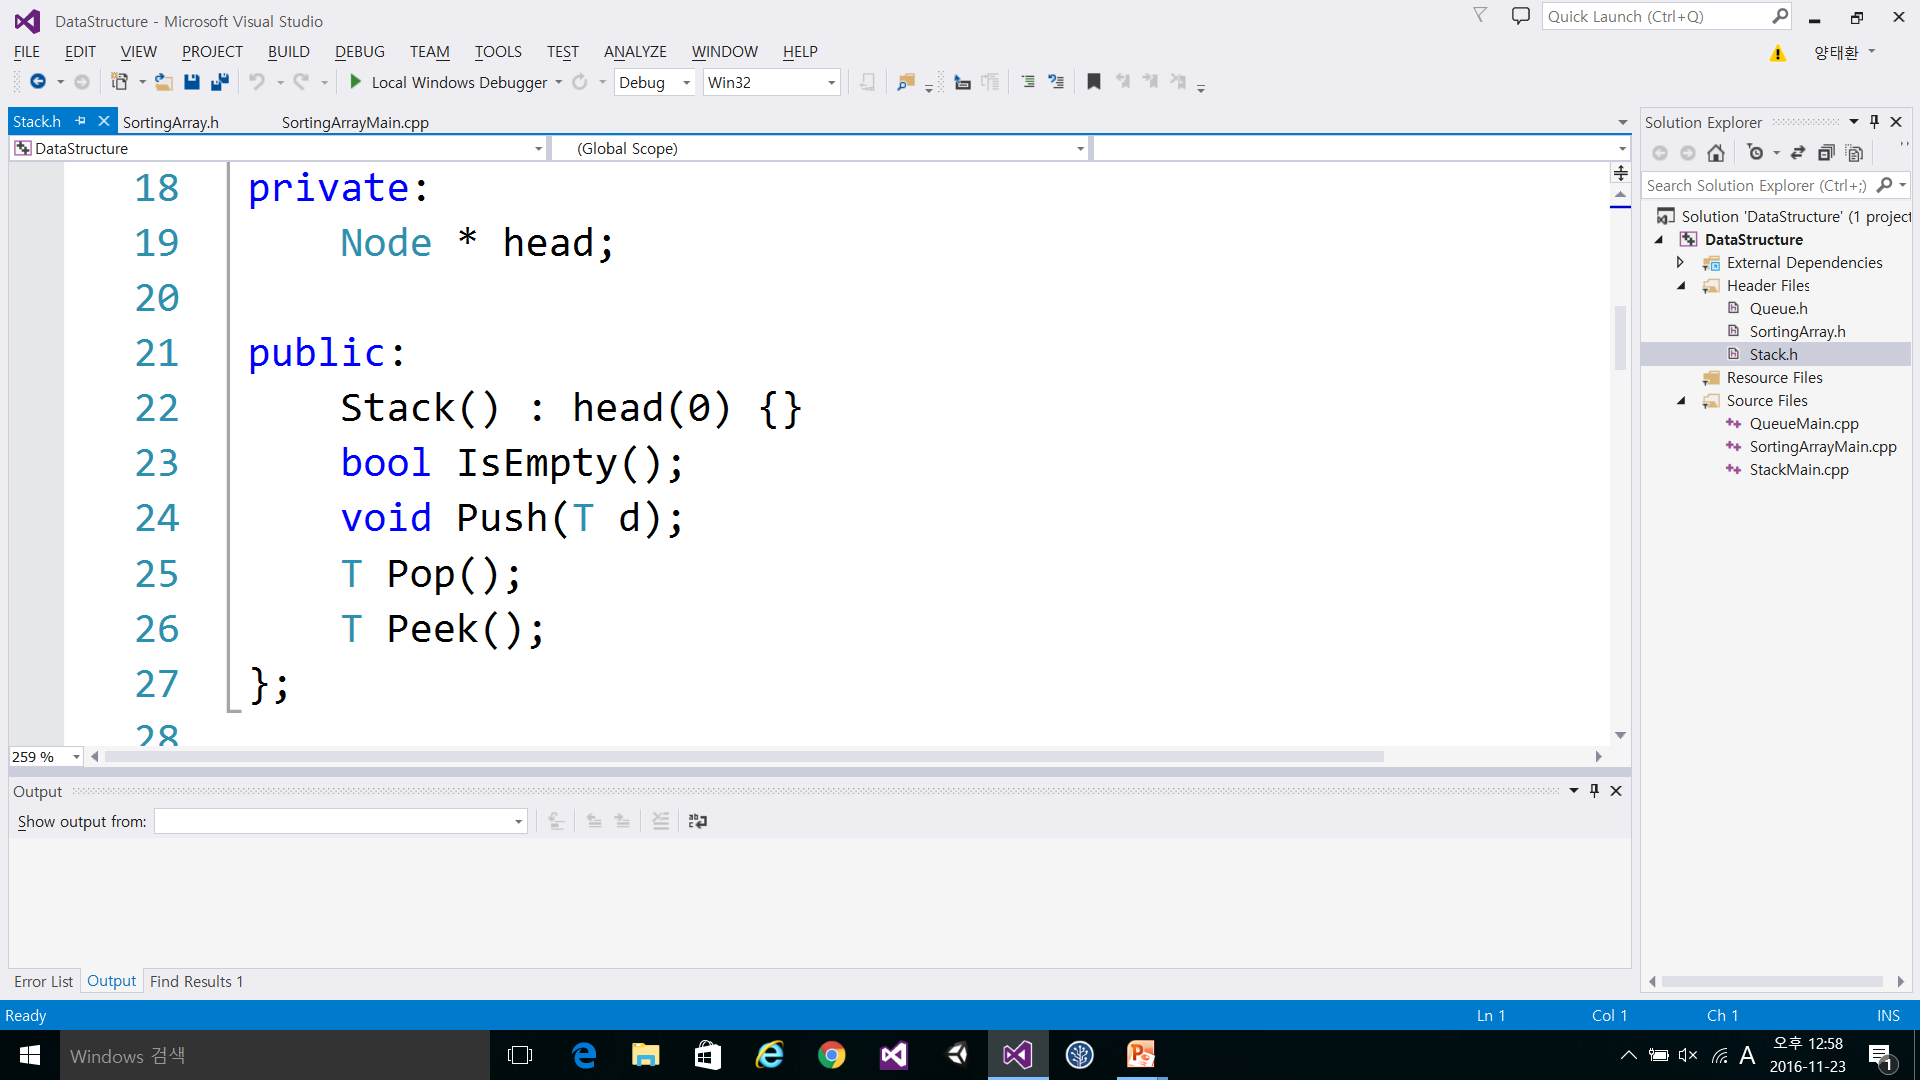 DataStructure - Microsoft Visual Studio
Quick Launch (Ctrl+Q)
FILE EDIT VIEW PROJECT BUILD DEBUG TEAM TOOLS TEST ANALYZE WINDOW HELP
양태환
Local Windows Debugger Debug Win32
Stack.h SortingArray.h SortingArrayMain.cpp
DataStructure (Global Scope)
18 private:
19 Node * head;
20
21 public:
22 Stack() : head(0) {}
23 bool IsEmpty();
24 void Push(T d);
25 T Pop();
26 T Peek();
27 };
28
259 %
Output
Show output from:
Error List Output Find Results 1
Solution Explorer
Search Solution Explorer (Ctrl+;)
Solution 'DataStructure' (1 project
DataStructure
External Dependencies
Header Files
Queue.h
SortingArray.h
Stack.h
Resource Files
Source Files
QueueMain.cpp
SortingArrayMain.cpp
StackMain.cpp
Ready Ln 1 Col 1 Ch 1 INS
Windows 검색
A
오후 12:58
2016-11-23
1